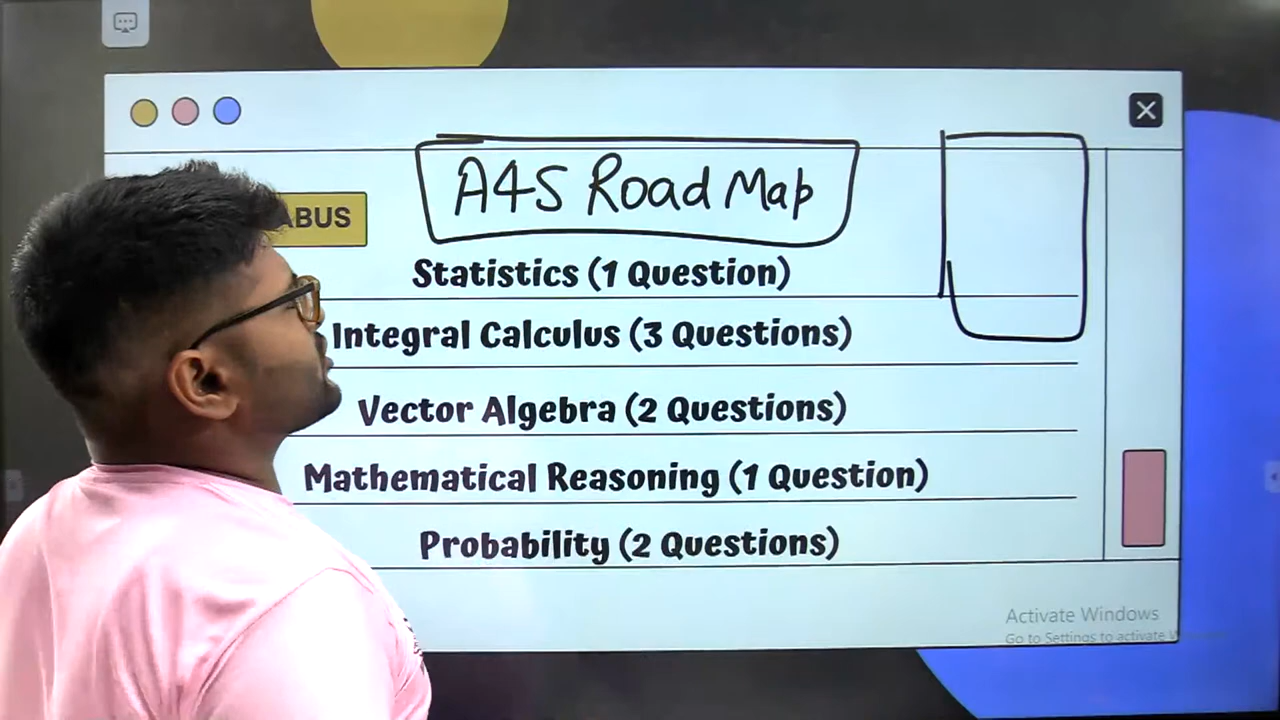 A4S Road Map
ABUS
Statistics (1 Question)
Integral Calculus (3 Questions)
Vector Algebra (2 Questions)
Mathematical Reasoning (1 Question)
Probability (2 Questions)
Activate Windows
Go to Settings to activate W